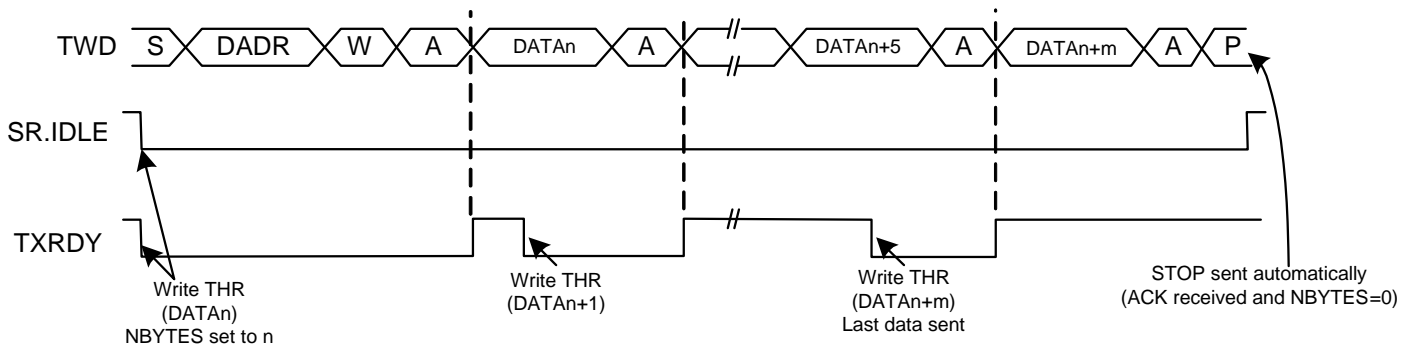 TWD S DADR W A DATAn A DATAn+5 A DATAn+m A P
SR.IDLE
TXRDY
Write THR
(DATAn)
NBYTES set to n
Write THR
(DATAn+1)
Write THR
(DATAn+m)
Last data sent
STOP sent automatically
(ACK received and NBYTES=0)